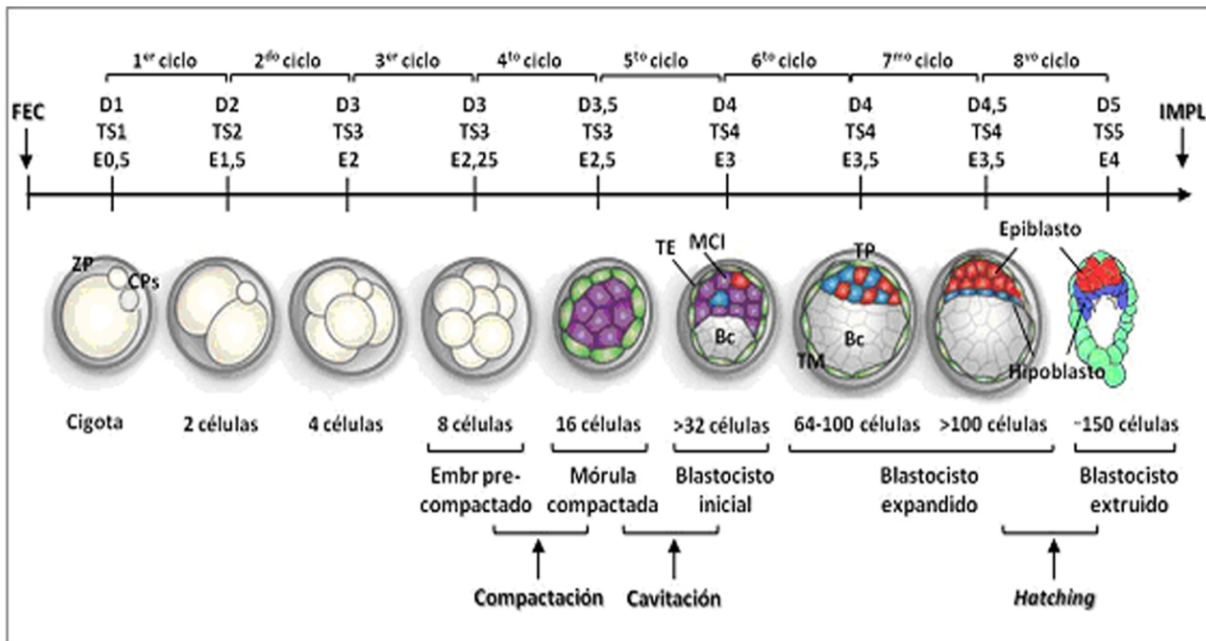 1er ciclo 2do ciclo 3er ciclo 4to ciclo 5to ciclo 6to ciclo 7mo ciclo 8vo ciclo
FEC D1 D2 D3 D3 D3,5 D4 D4 D4,5 D5 IMPL
TS1 TS2 TS3 TS3 TS3 TS4 TS4 TS4 TS5
E0,5 E1,5 E2 E2,25 E2,5 E3 E3,5 E3,5 E4
Epiblasto
TE MCI TP
ZP CPs
Bc Bc
TM Hipoblasto
Cigota 2 células 4 células 8 células 16 células >32 células 64-100 células >100 células ~150 células
Embr pre- Mórula Blastocisto Blastocisto Blastocisto
compactado compactada inicial expandido extruido
Compactación Cavitación Hatching